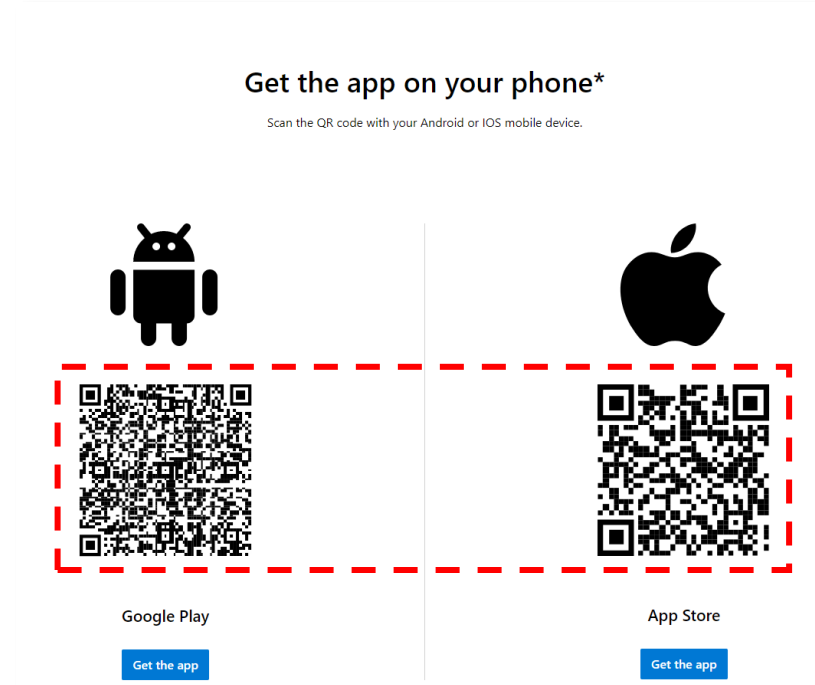 Get the app on your phone*
Scan the QR code with your Android or IOS mobile device.
Google Play
App Store
Get the app
Get the app